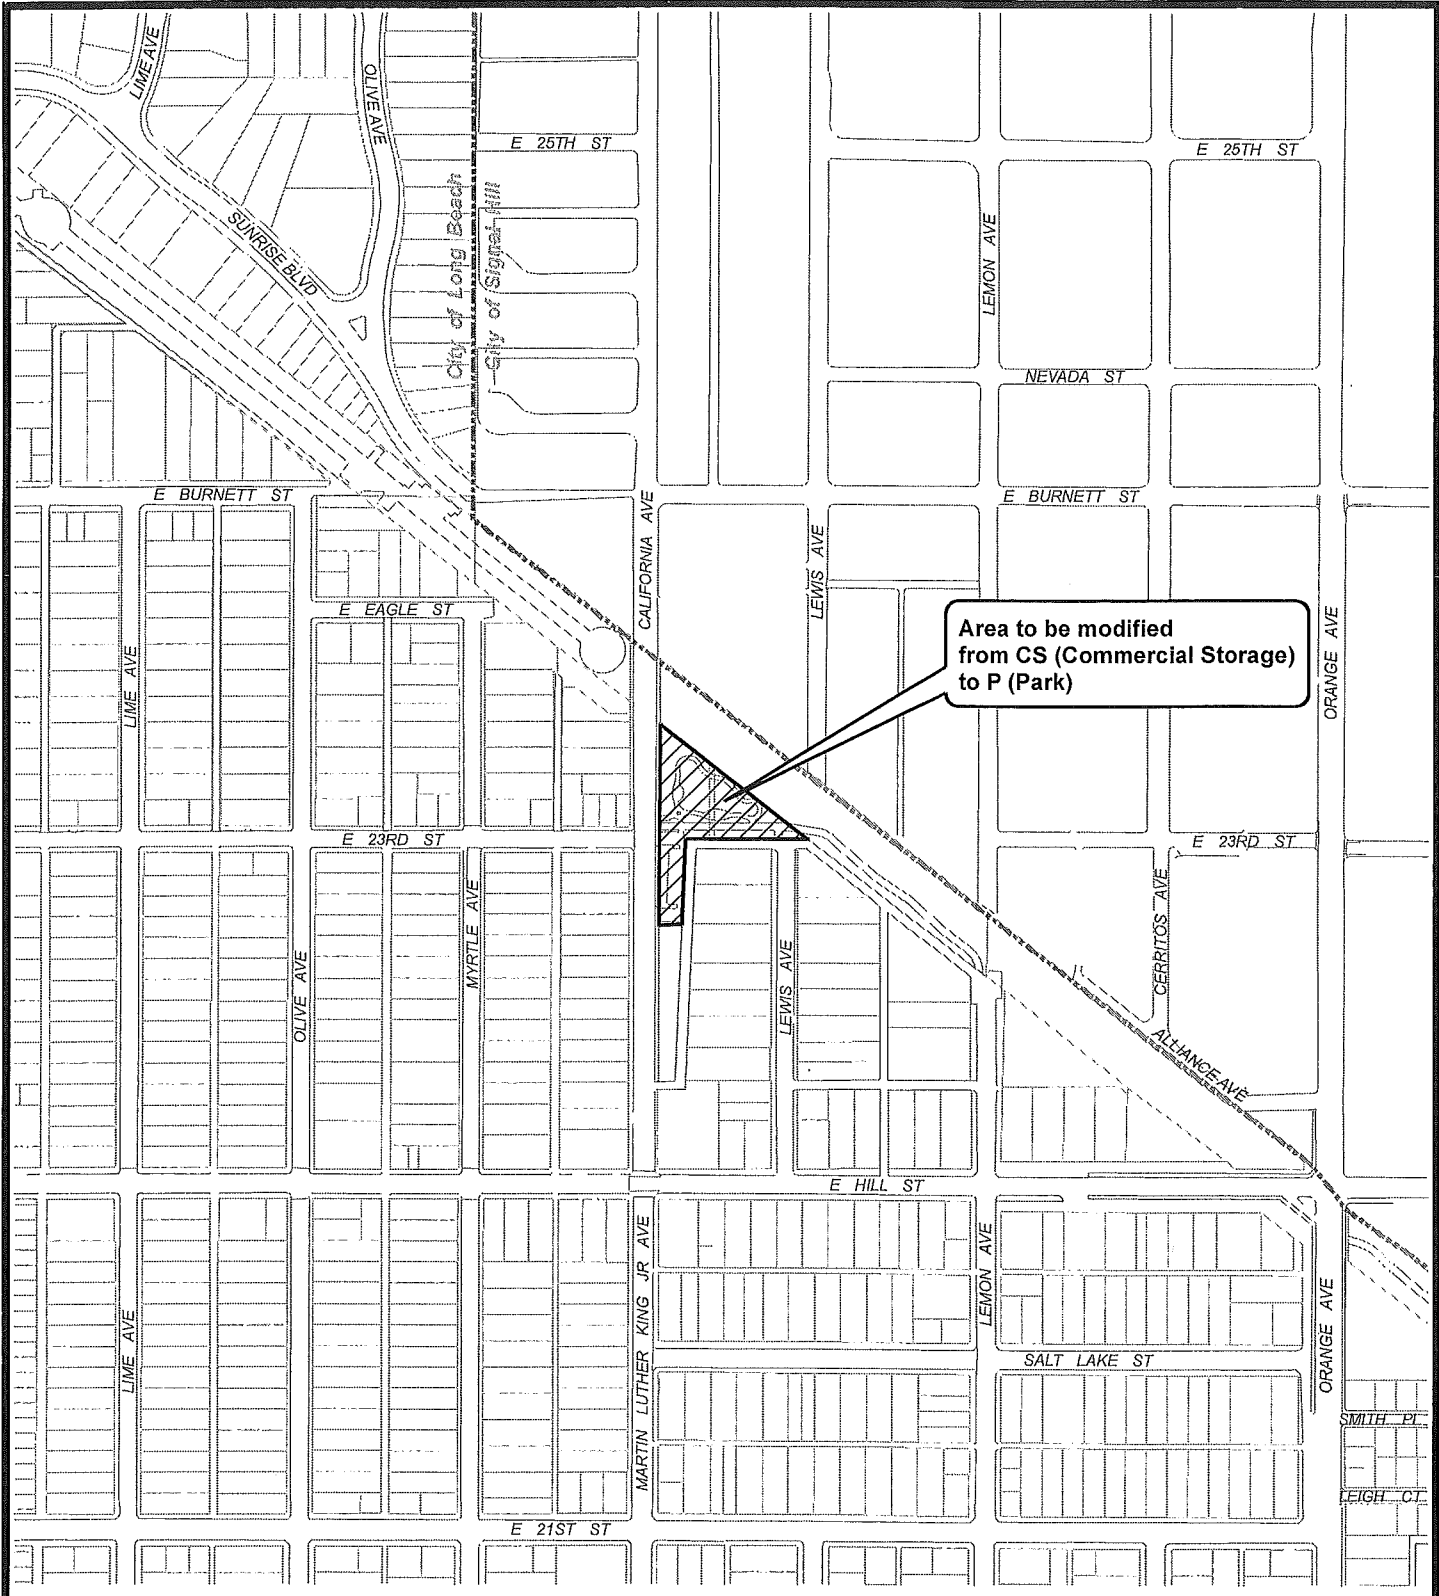 LIME AVE
OLIVE AVE
E 25TH ST
E 25TH ST
SUNRISE BLVD
City of Long Beach
City of Signal Hill
LEMON AVE
NEVADA ST
E BURNETT ST
E BURNETT ST
CALIFORNIA AVE
LEWIS AVE
E EAGLE ST
Area to be modified
from CS (Commercial Storage)
to P (Park)
LIME AVE
ORANGE AVE
E 23RD ST
E 23RD ST
MYRTLE AVE
CERRITOS AVE
OLIVE AVE
LEWIS AVE
ALLIANCE AVE
E HILL ST
MARTIN LUTHER KING JR AVE
LEMON AVE
LIME AVE
ORANGE AVE
SALT LAKE ST
SMITH PL
LEIGH CT
E 21ST ST